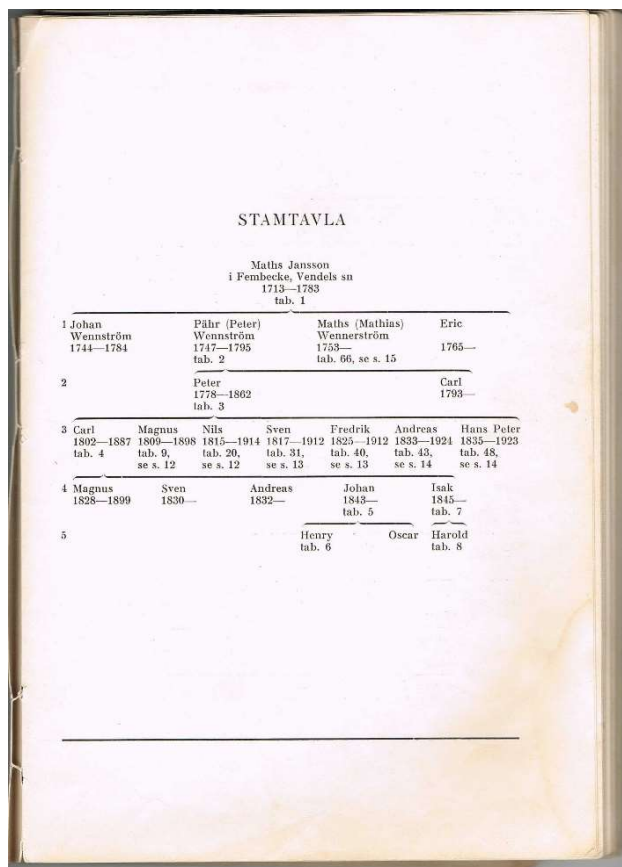 STAMTAVLA
Maths Jansson
i Fembecke, Vendels sn
1713—1783
tab. 1
1 Johan Pähr (Peter) Maths (Mathias) Eric
Wennström Wennström Wennerström
1744—1784 1747—1795 1753— 1765—
tab. 2 tab. 66, se s. 15
2 Peter Carl
1778—1862 1793—
tab. 3
3 Carl Magnus Nils Sven Fredrik Andreas Hans Peter
1802—1887 1809—1898 1815—1914 1817—1912 1825—1912 1833—1924 1835—1923
tab. 4 tab. 9, tab. 20, tab. 31, tab. 40, tab. 43, tab. 48,
se s. 12 se s. 12 se s. 13 se s. 13 se s. 14 se s. 14
4 Magnus Sven Andreas Johan Isak
1828—1899 1830— 1832— 1843— 1845—
tab. 5 tab. 7
5 Henry Oscar Harold
tab. 6 tab. 8